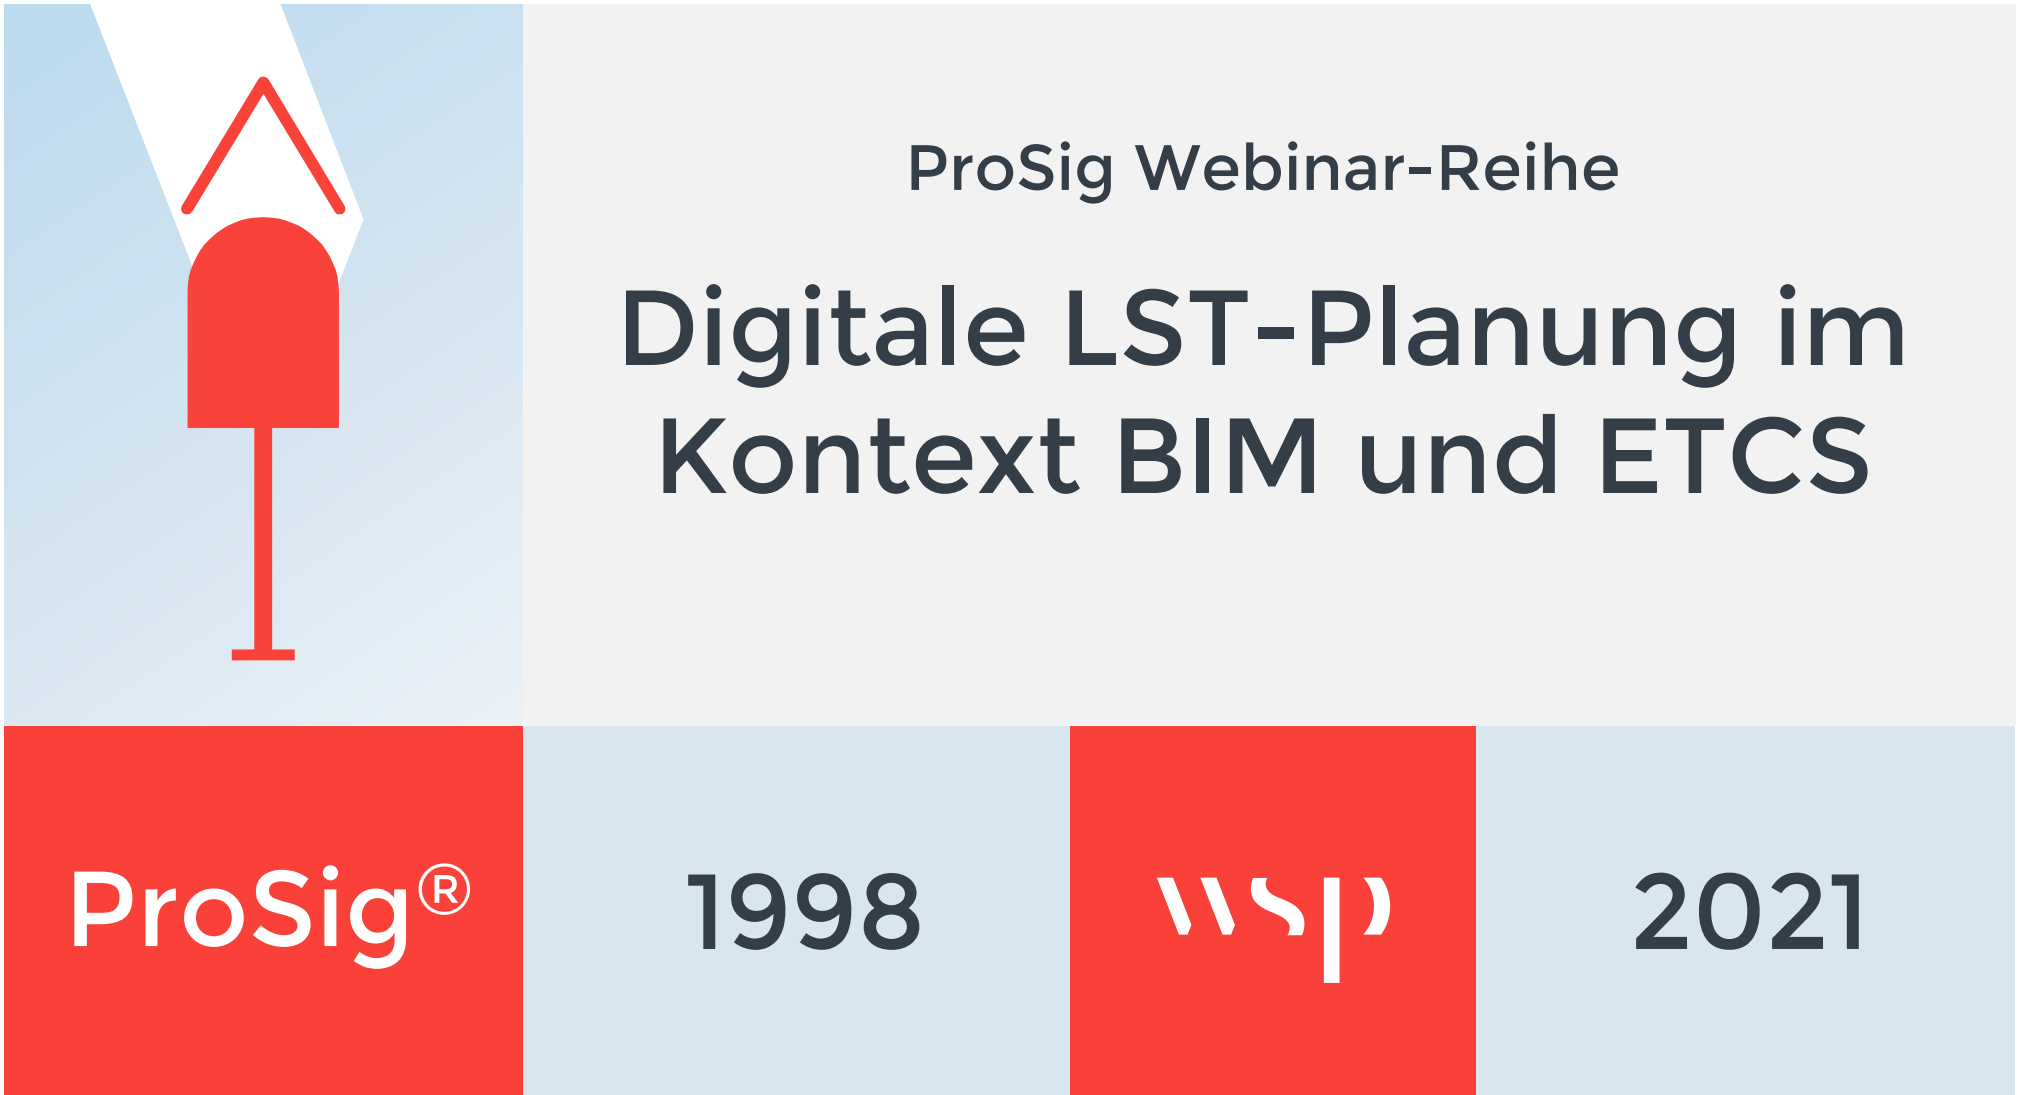 ProSig Webinar-Reihe
Digitale LST-Planung im
Kontext BIM und ETCS
ProSig®
1998
wsp
2021